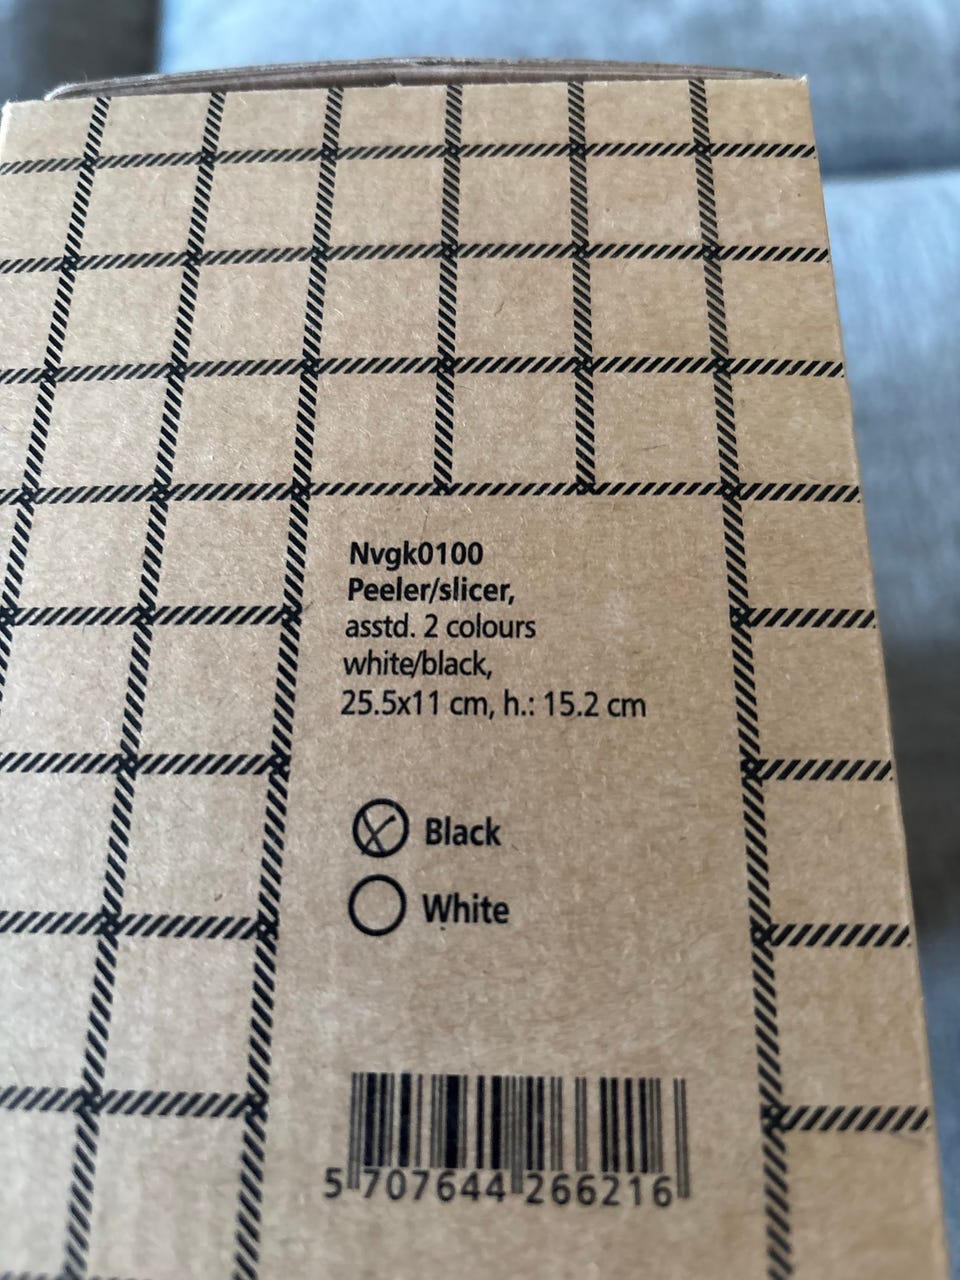 Nvgk0100
Peeler/slicer,
asstd. 2 colours
white/black,
25.5x11 cm, h.: 15.2 cm
Black
White
5 707644 266216